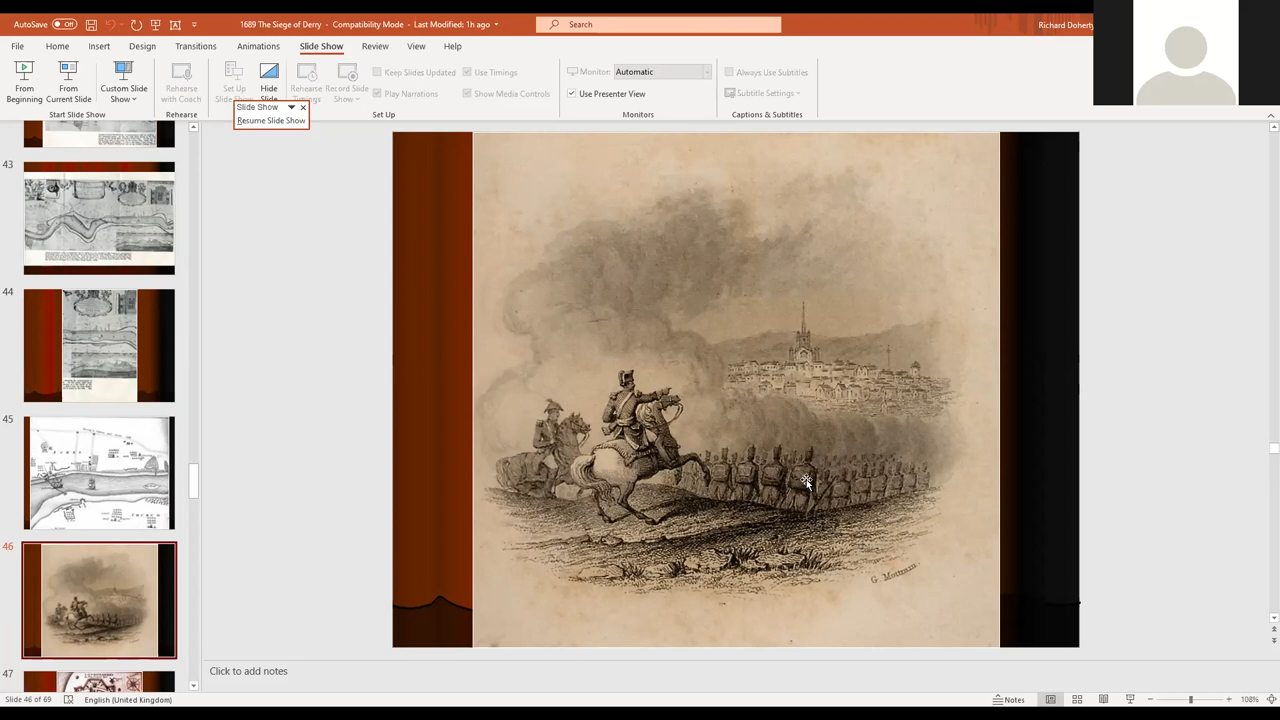 AutoSave Off
1689 The Siege of Derry - Compatibility Mode - Last Modified: 1h ago
Search
Richard Doherty
File Home Insert Design Transitions Animations Slide Show Review View Help
From Beginning
From Current Slide
Custom Slide Show
Start Slide Show
Rehearse with Coach
Rehearse
Set Up
Hide Slide
Rehearse
Record Slide Show
Keep Slides Updated
Play Narrations
Use Timings
Show Media Controls
Set Up
Monitor: Automatic
Use Presenter View
Monitors
Always Use Subtitles
Subtitle Settings
Captions & Subtitles
Slide Show
Resume Slide Show
43
44
45
46
47
Click to add notes
Slide 46 of 69
English (United Kingdom)
Notes
108%